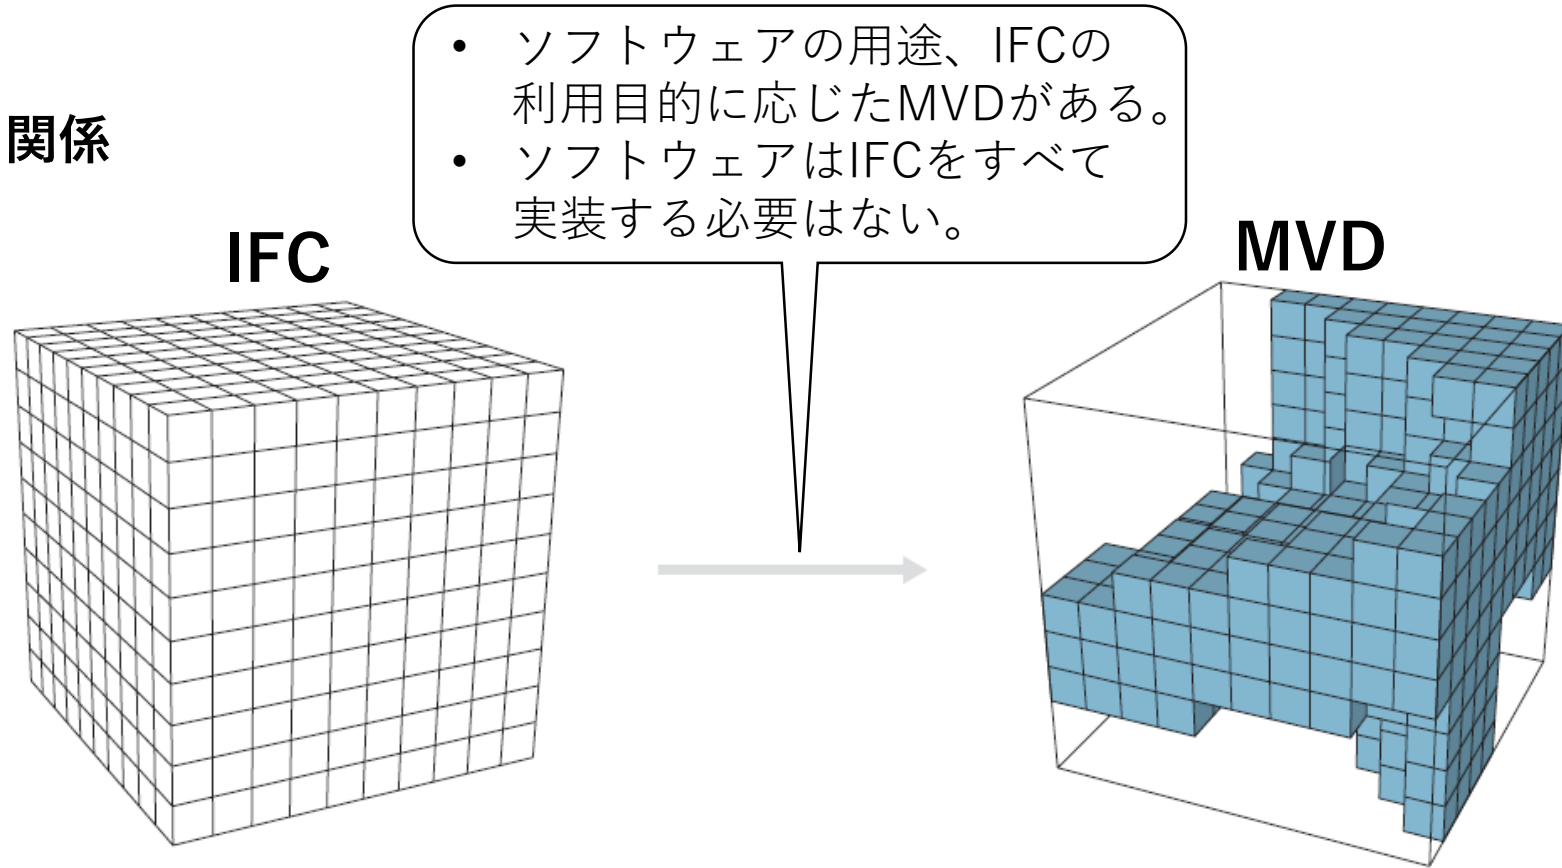 • ソフトウェアの用途、IFCの
利用目的に応じたMVDがある。
• ソフトウェアはIFCをすべて
実装する必要はない。
関係
IFC
MVD